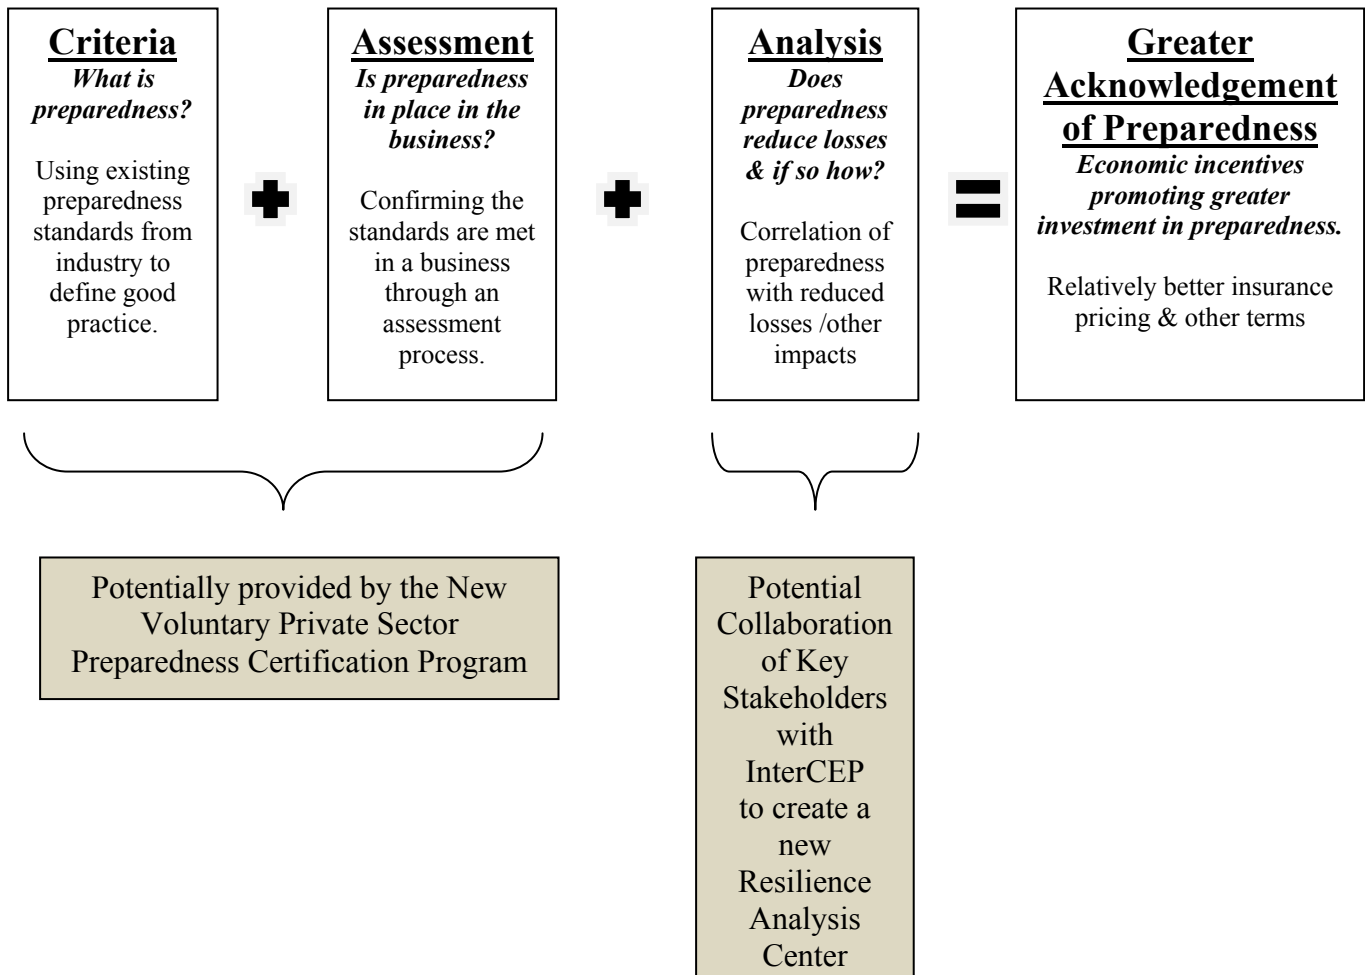 Criteria
What is
preparedness?
Using existing
preparedness
standards from
industry to
define good
practice.
Assessment
Is preparedness
in place in the
business?
Confirming the
standards are met
in a business
through an
assessment
process.
Analysis
Does
preparedness
reduce losses
& if so how?
Correlation of
preparedness
with reduced
losses /other
impacts
Greater
Acknowledgement
of Preparedness
Economic incentives
promoting greater
investment in preparedness.
Relatively better insurance
pricing & other terms
Potentially provided by the New
Voluntary Private Sector
Preparedness Certification Program
Potential
Collaboration
of Key
Stakeholders
with
InterCEP
to create a
new
Resilience
Analysis
Center